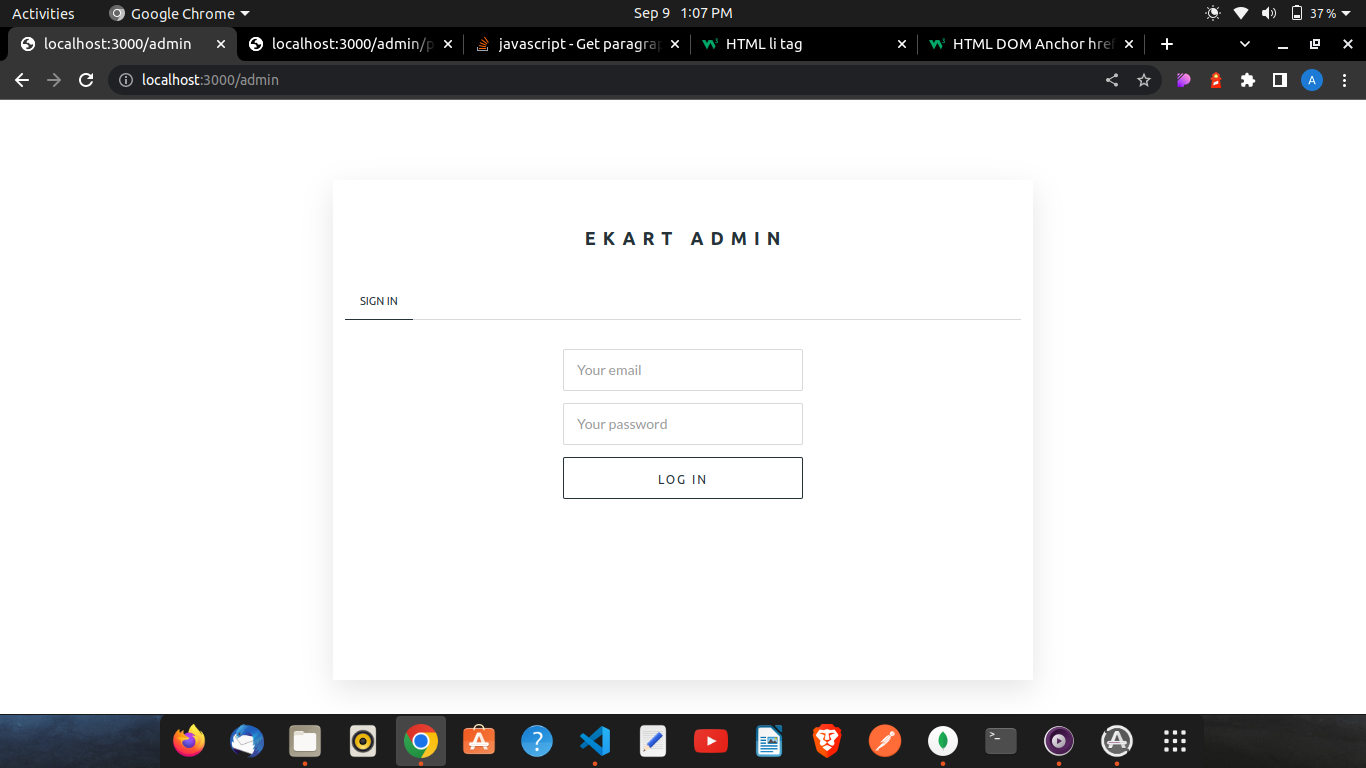 Activities Google Chrome Sep 9 1:07 PM 37 %
localhost:3000/admin localhost:3000/admin/p javascript - Get paragrap HTML li tag HTML DOM Anchor href
localhost:3000/admin A
EKART ADMIN
SIGN IN
Your email
Your password
LOG IN